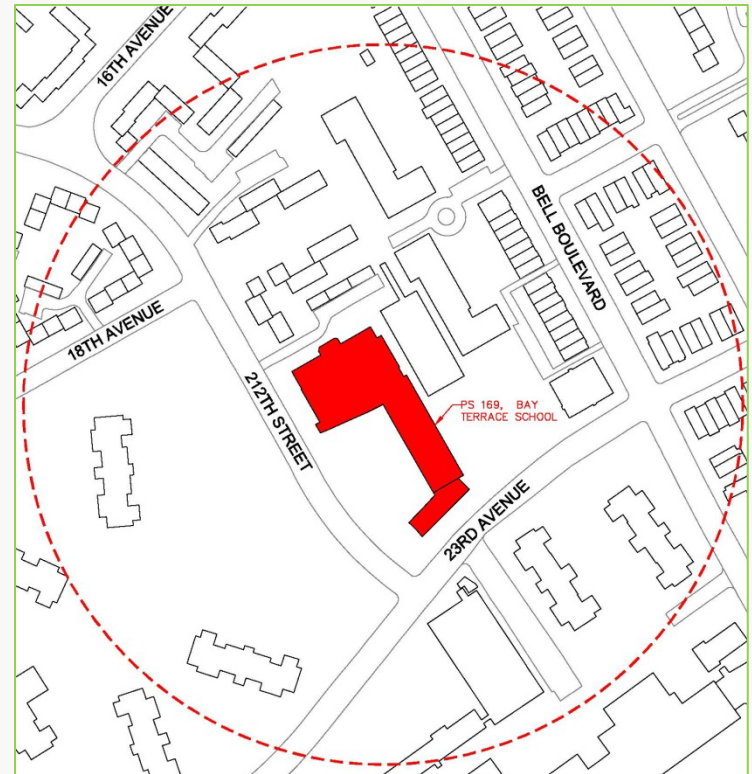 16TH AVENUE
BELL BOULEVARD
18TH AVENUE
212TH STREET
PS 169, BAY
TERRACE SCHOOL
23RD AVENUE